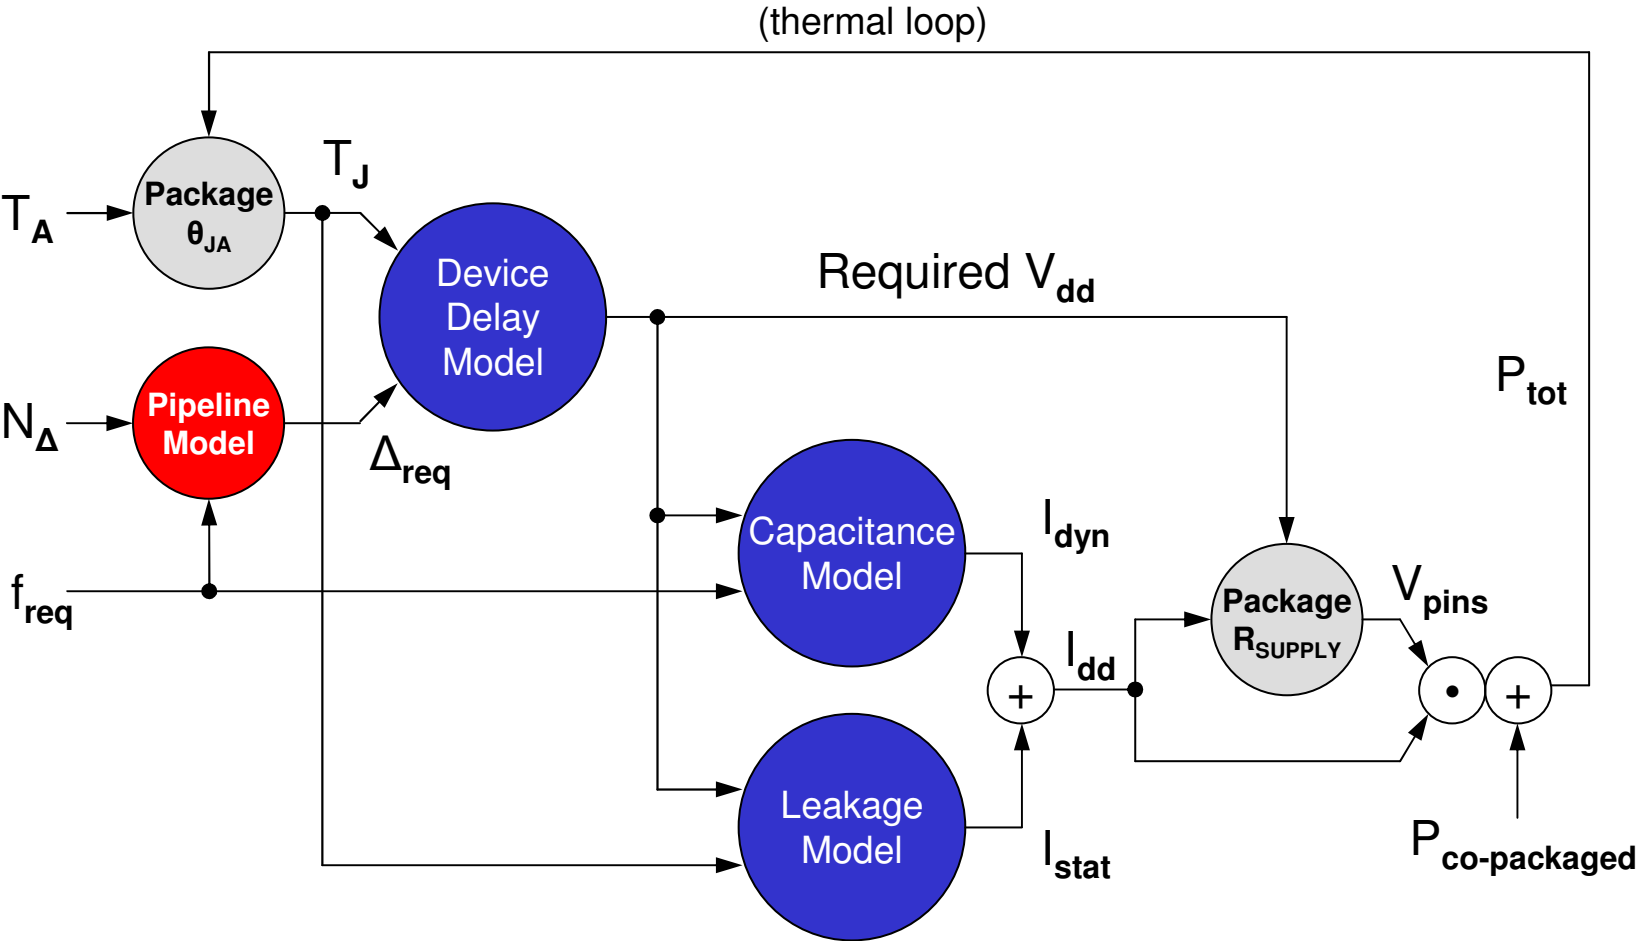 (thermal loop)
T_J
T_A
Package
θ_JA
Device
Delay
Model
Required V_dd
P_tot
N_Δ
Pipeline
Model
Δ_req
f_req
Capacitance
Model
I_dyn
Package
R_SUPPLY
V_pins
I_dd
+
•
+
Leakage
Model
I_stat
P_co-packaged